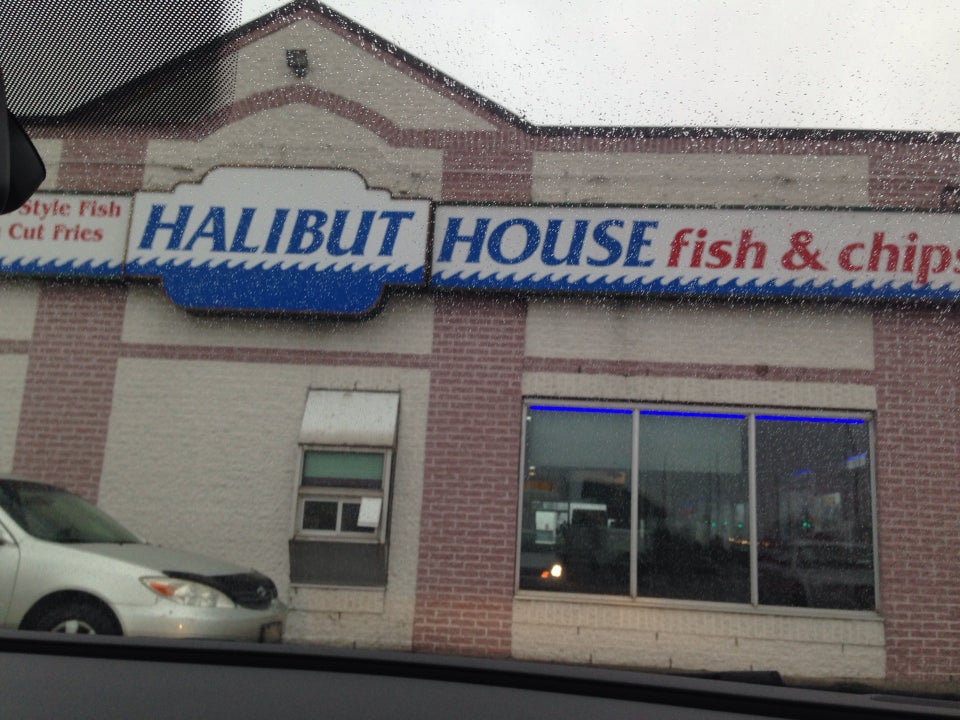 Style Fish
Cut Fries
HALIBUT HOUSE fish & chips